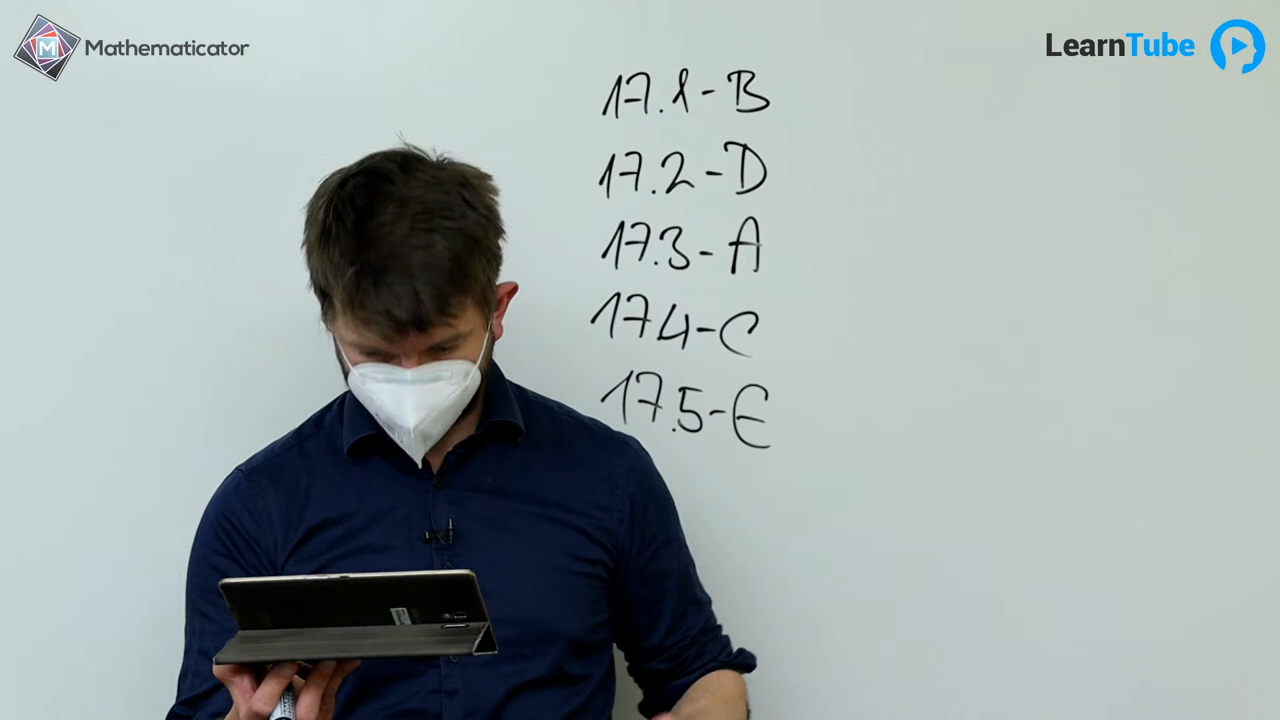 Mathematicator
LearnTube
17.1-B
17.2-D
17.3-A
17.4-C
17.5-E